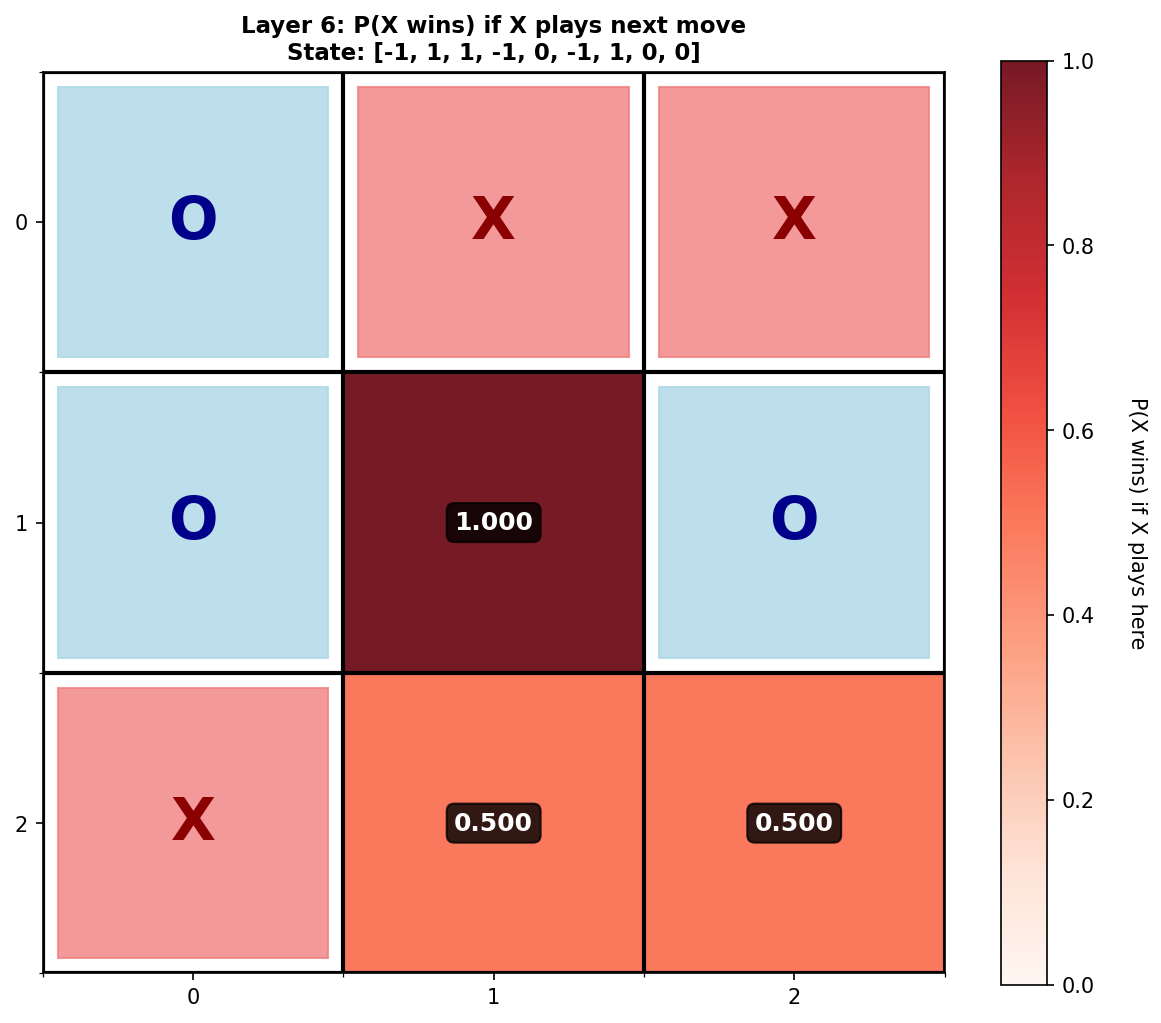 Layer 6: P(X wins) if X plays next move
State: [-1, 1, 1, -1, 0, -1, 1, 0, 0]
0
O
X
X
1
O
1.000
O
2
X
0.500
0.500
0
1
2
1.0
0.8
0.6
0.4
0.2
0.0
P(X wins) if X plays here